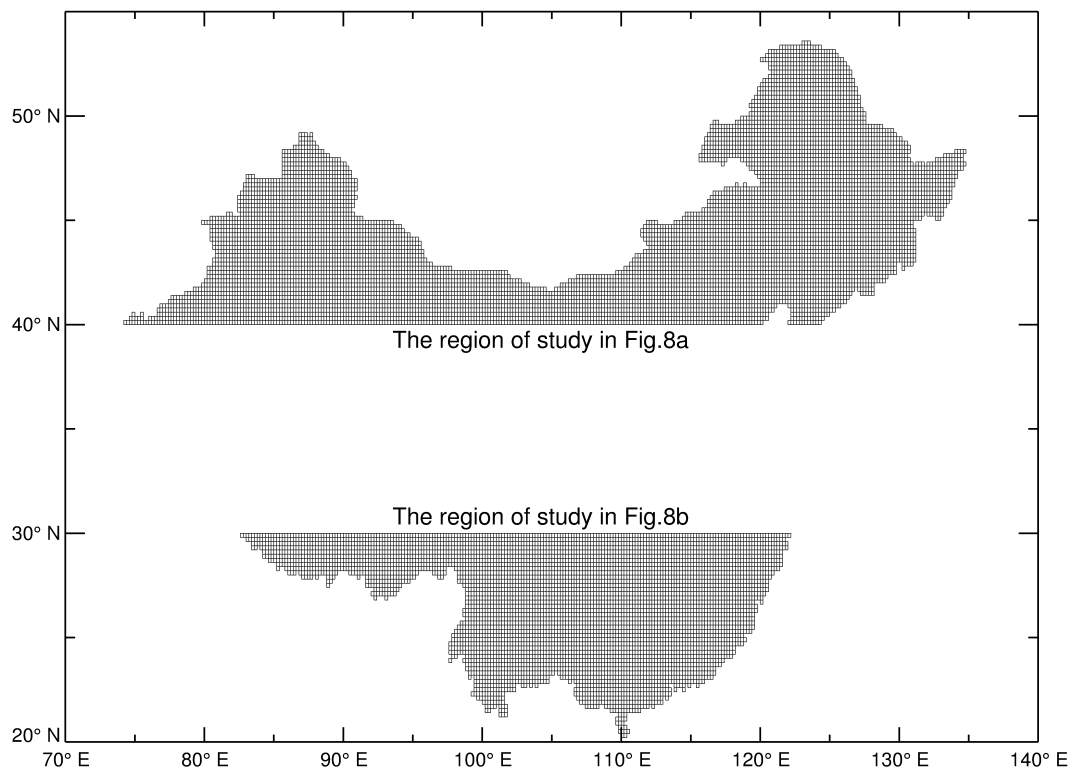 50° N
40° N
The region of study in Fig.8a
The region of study in Fig.8b
30° N
20° N
70° E 80° E 90° E 100° E 110° E 120° E 130° E 140° E